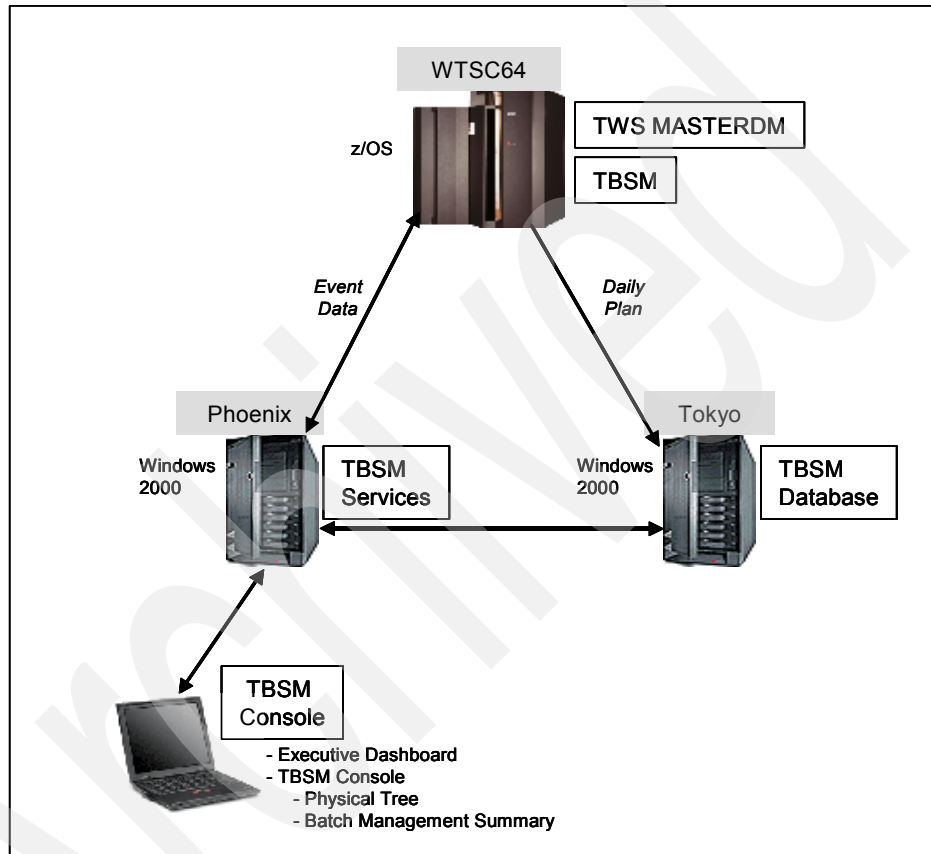 WTSC64
z/OS
TWS MASTERDM
TBSM
Event
Data
Daily
Plan
Phoenix
Windows
2000
TBSM
Services
Tokyo
Windows
2000
TBSM
Database
TBSM
Console
- Executive Dashboard
- TBSM Console
- Physical Tree
- Batch Management Summary
Archived